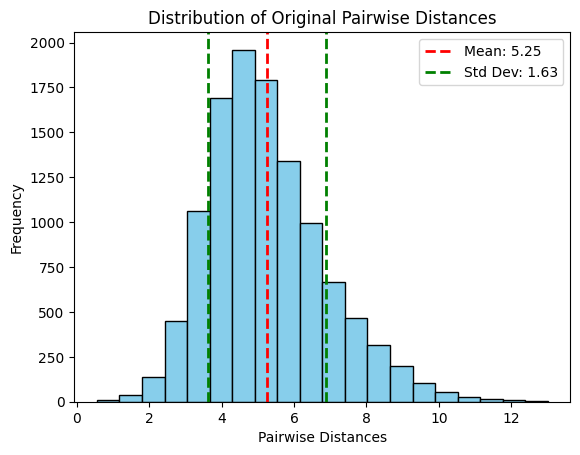 Distribution of Original Pairwise Distances
Mean: 5.25
Std Dev: 1.63
Frequency
2000
1750
1500
1250
1000
750
500
250
0
0 2 4 6 8 10 12
Pairwise Distances